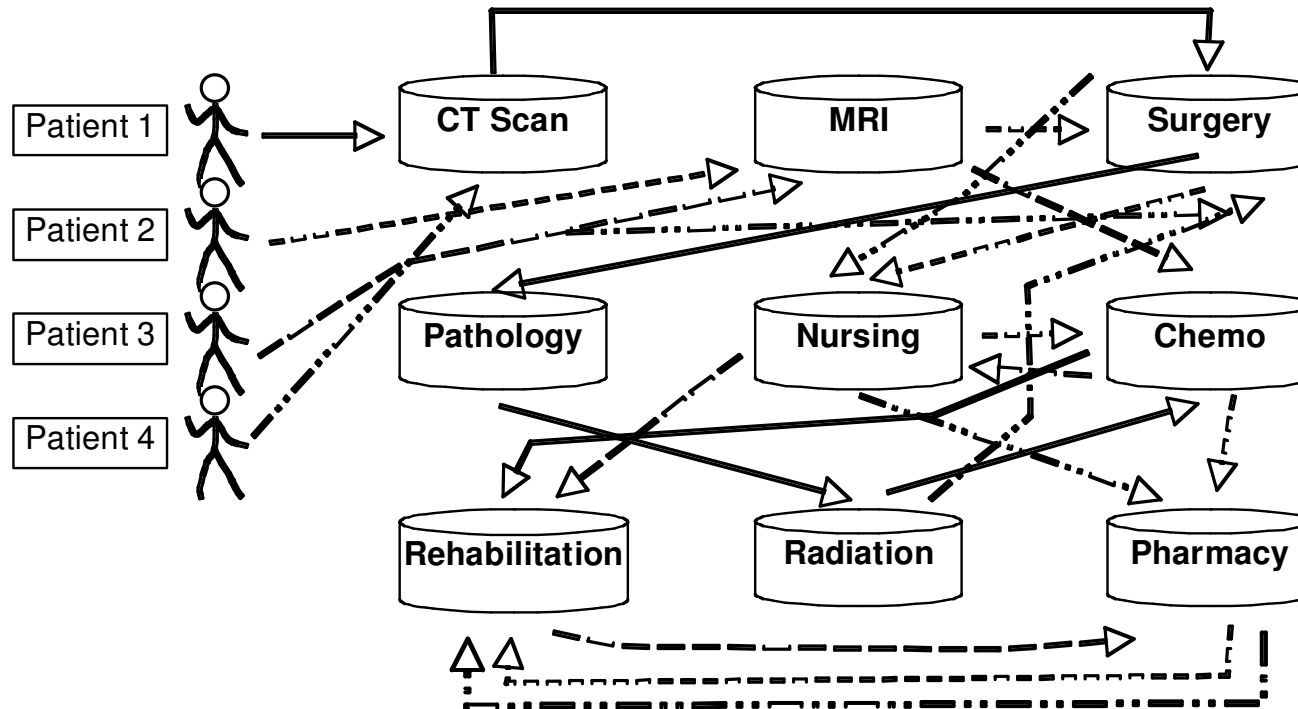 Patient 1
CT Scan
MRI
Surgery
Patient 2
Patient 3
Pathology
Nursing
Chemo
Patient 4
Rehabilitation
Radiation
Pharmacy